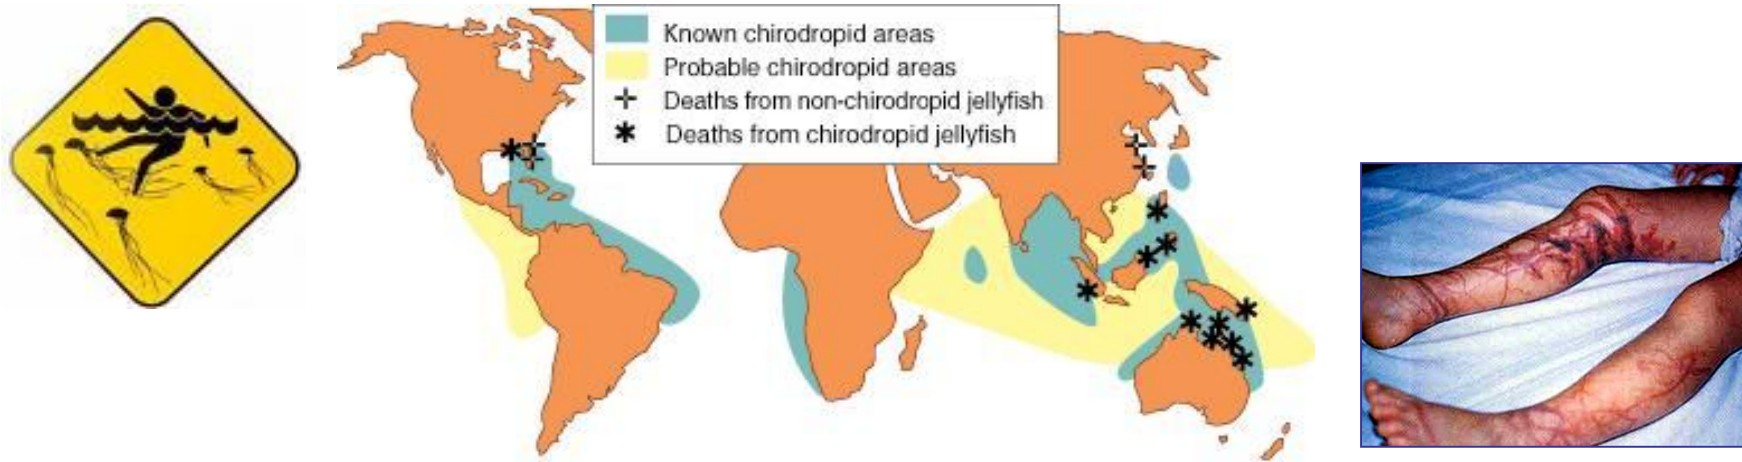 Known chirodropid areas
Probable chirodropid areas
Deaths from non-chirodropid jellyfish
Deaths from chirodropid jellyfish